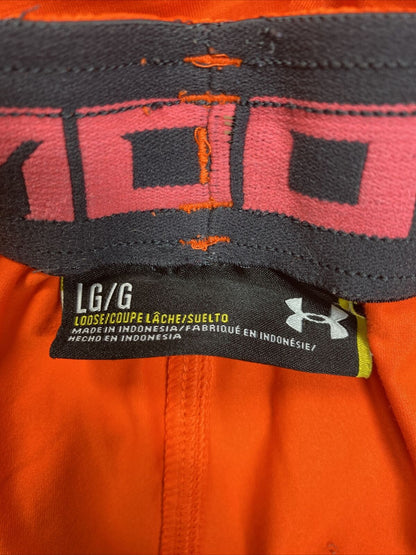 LG/G
LOOSE/COUPE LÂCHE/SUELTO
MADE IN INDONESIA/FABRIQUÉ EN INDONÉSIE/
HECHO EN INDONESIA